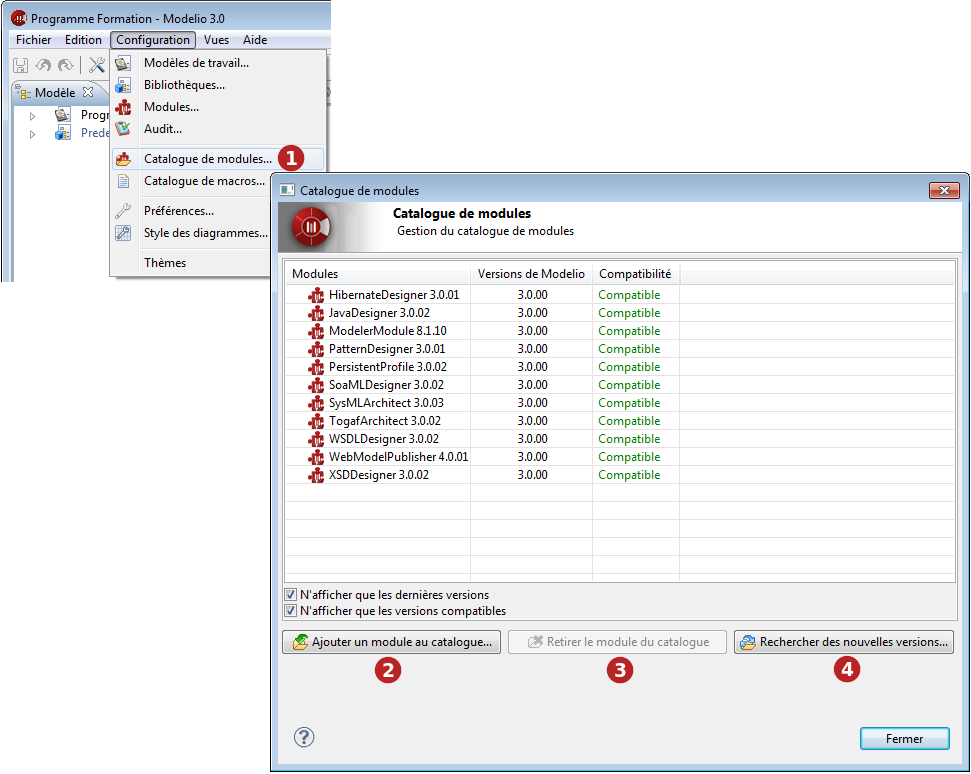 Programme Formation - Modelio 3.0
Fichier Edition Configuration Vues Aide
Modèle
Progr
Prede
Modèles de travail...
Bibliothèques...
Modules...
Audit...
Catalogue de modules... 1
Catalogue de macros...
Préférences...
Style des diagrammes...
Thèmes
Catalogue de modules
Catalogue de modules
Gestion du catalogue de modules
Modules Versions de Modelio Compatibilité
HibernateDesigner 3.0.01 3.0.00 Compatible
JavaDesigner 3.0.02 3.0.00 Compatible
ModelerModule 8.1.10 3.0.00 Compatible
PatternDesigner 3.0.01 3.0.00 Compatible
PersistentProfile 3.0.02 3.0.00 Compatible
SoaMLDesigner 3.0.02 3.0.00 Compatible
SysMLArchitect 3.0.03 3.0.00 Compatible
TogafArchitect 3.0.02 3.0.00 Compatible
WSDLDesigner 3.0.02 3.0.00 Compatible
WebModelPublisher 4.0.01 3.0.00 Compatible
XSDDesigner 3.0.02 3.0.00 Compatible
N'afficher que les dernières versions
N'afficher que les versions compatibles
Ajouter un module au catalogue... Retirer le module du catalogue Rechercher des nouvelles versions...
2 3 4
?
Fermer